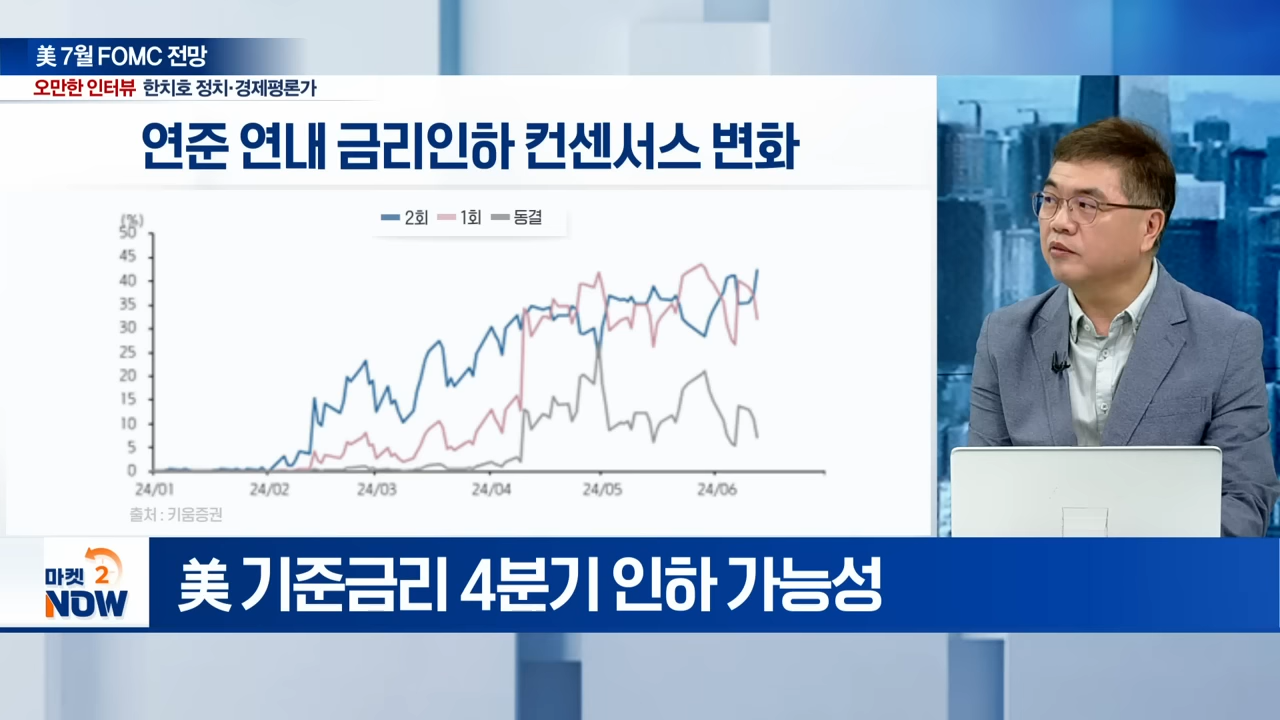 美 7월 FOMC 전망
오만한 인터뷰 한치호 정치·경제평론가
연준 연내 금리인하 컨센서스 변화
(%)
2회 1회 동결
50
45
40
35
30
25
20
15
10
5
0
24/01 24/02 24/03 24/04 24/05 24/06
출처 : 키움증권
마켓 2
NOW
美 기준금리 4분기 인하 가능성